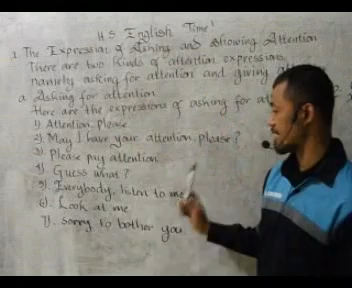 H.S English Time!
1. The Expression of Asking and Showing Attention
There are two kinds of attention expressions,
namely asking for attention and giving
a. Asking for attention
Here are the expressions of asking for
1) Attention, Please.
2) May I have your attention, please?
3) Please pay attention.
4) Guess what?
5) Everybody, listen to me
6) Look at me
7) Sorry to bother you